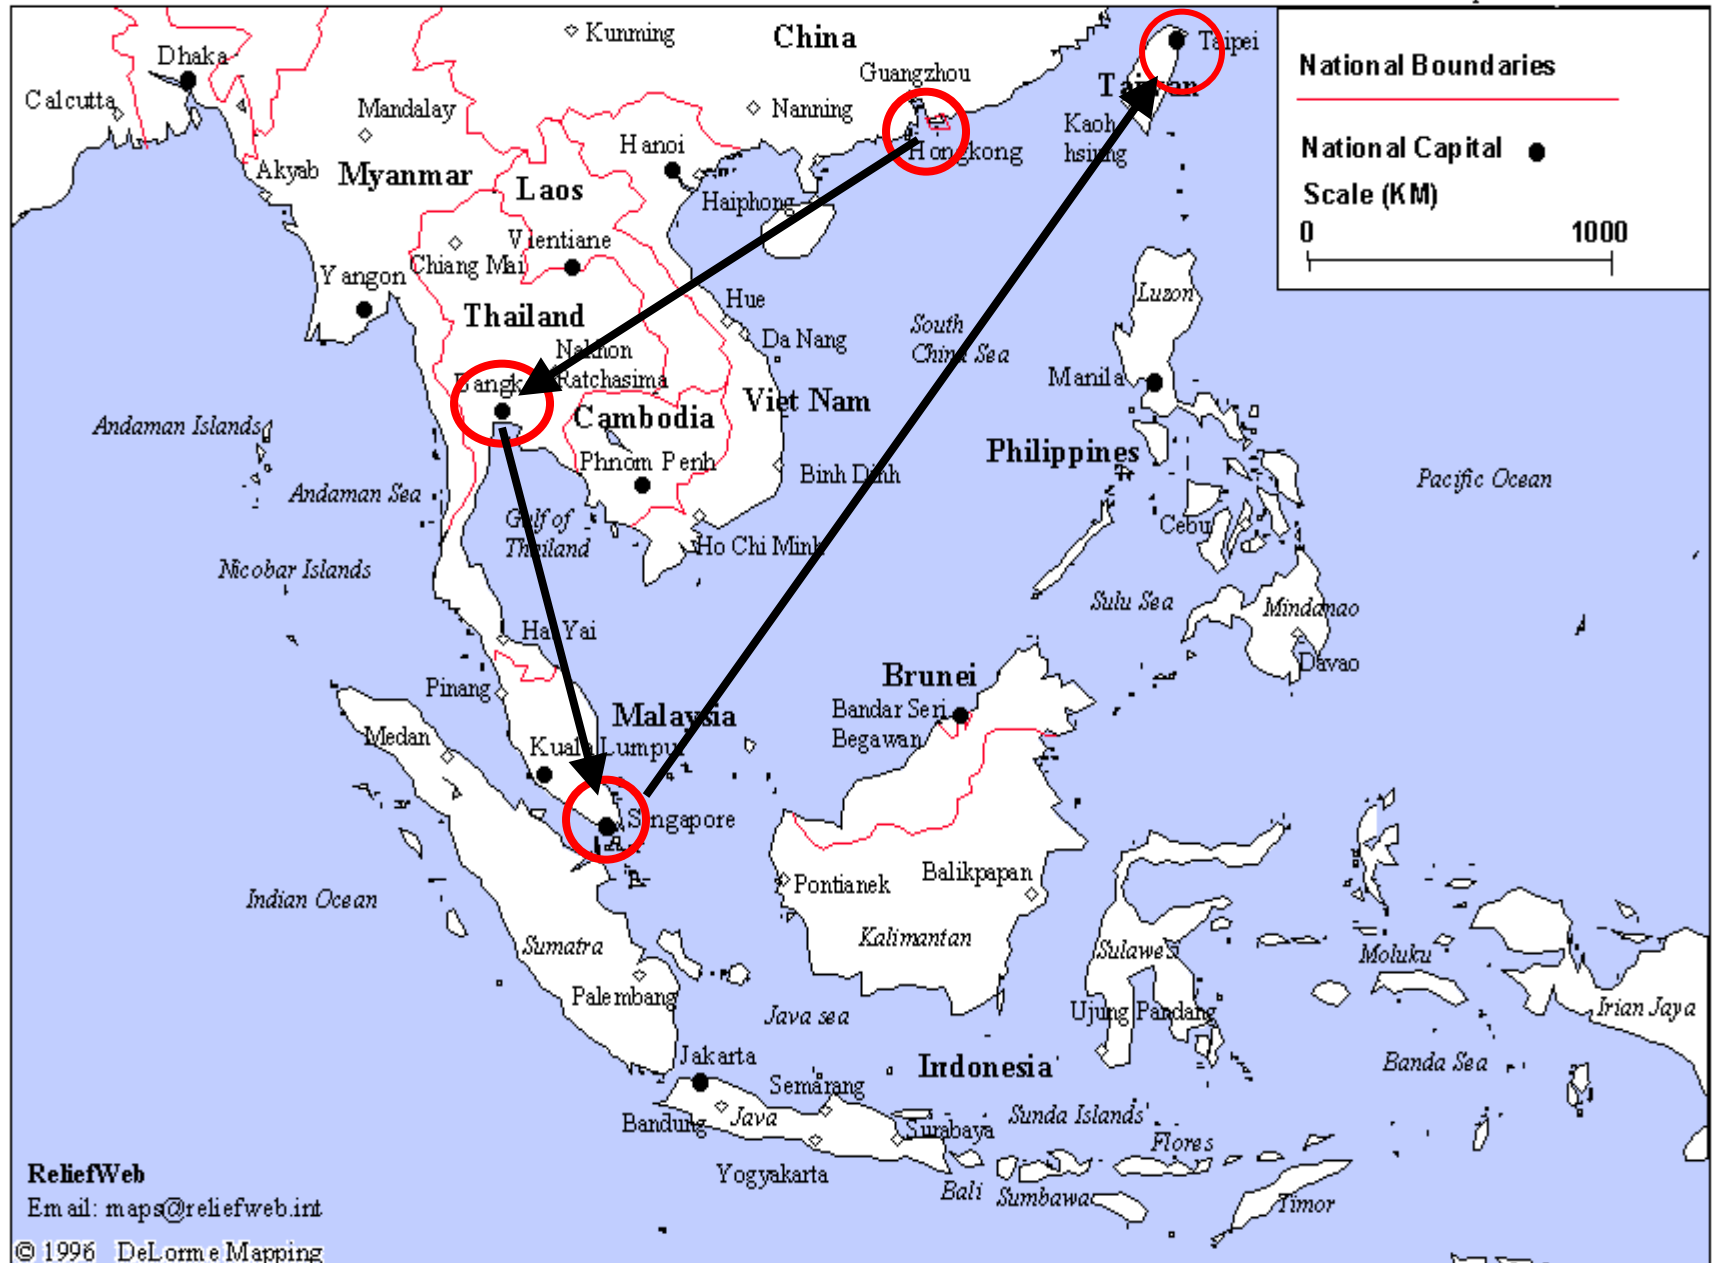 Dhaka
Kunming
China
Taipei
National Boundaries
Calcutta
Mandalay
Guangzhou
Taiwan
Nanning
Kaoh
hsiung
Hanoi
Hongkong
National Capital
Akyab
Myanmar
Laos
Haiphong
Scale (KM)
0
1000
Vientiane
Chiang Mai
Yangon
Luzon
Hue
Thailand
South
China Sea
Da Nang
Nakhon
Ratchasima
Bangk
Manila
Viet Nam
Cambodia
Andaman Islands
Philippines
Phnom Penh
Binh Dinh
Pacific Ocean
Andaman Sea
Gulf of
Thailand
Cebu
Ho Chi Minh
Nicobar Islands
Sulu Sea
Mindanao
Hat Yai
Davao
Brunei
Pinang
Bandar Seri
Begawan
Malaysia
Medan
Kuala Lumpur
Singapore
Pontianek
Balikpapan
Indian Ocean
Sumatra
Kalimantan
Sulawesi
Moluku
Palembang
Java sea
Ujung Pandang
Irian Jaya
Jakarta
Indonesia
Banda Sea
Semarang
Java
Sunda Islands
Bandung
Surabaya
Flores
Yogyakarta
Bali
Sumbawa
Timor
ReliefWeb
Email: maps@reliefweb.int
© 1996 DeLorme Mapping